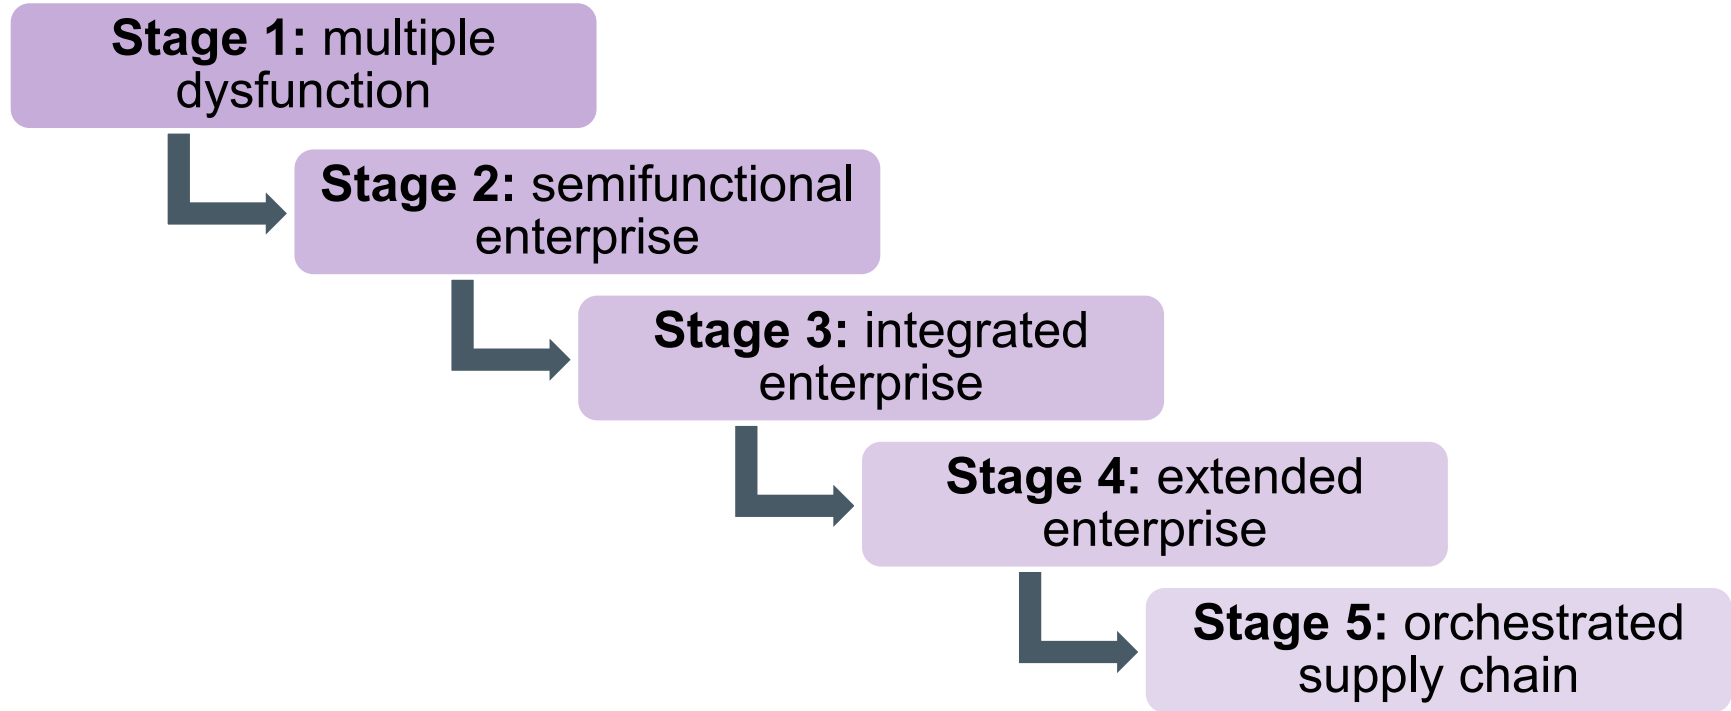 Stage 1: multiple
dysfunction
Stage 2: semifunctional
enterprise
Stage 3: integrated
enterprise
Stage 4: extended
enterprise
Stage 5: orchestrated
supply chain